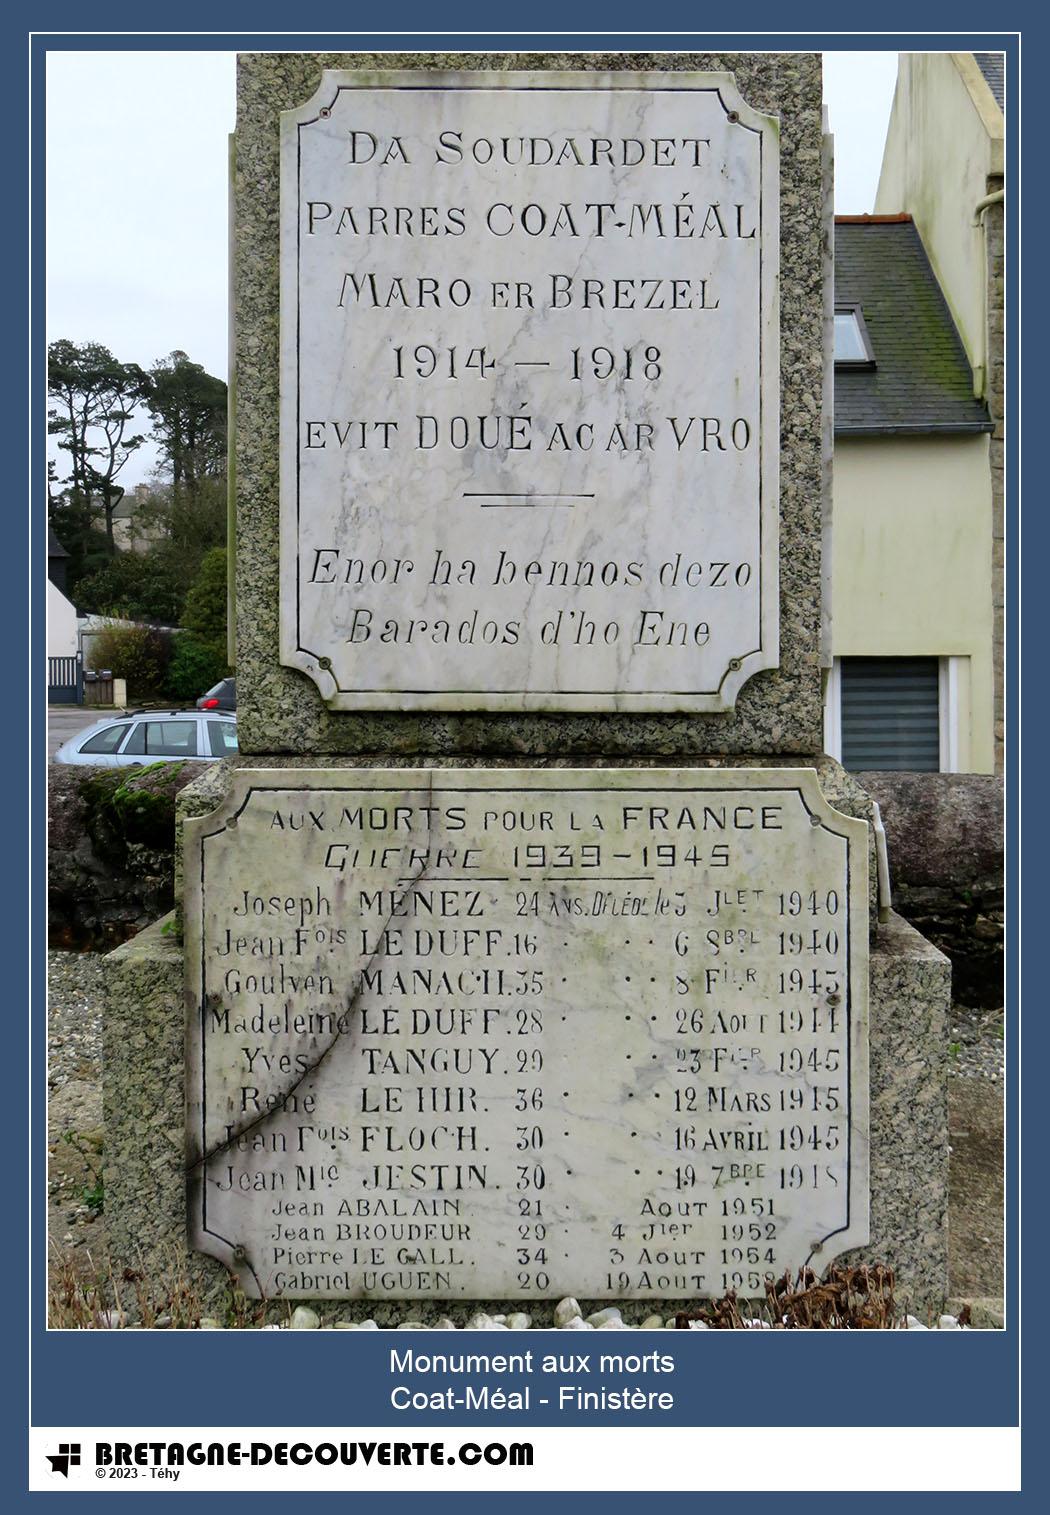 DA SOUDARDET
PARRES COAT-MÉAL
MARO ER BREZEL
1914 — 1918
EVIT DOUÉ AC AR VRO
Enor ha bennos dezo
Barados d'ho Ene
AUX MORTS POUR LA FRANCE
GUERRE 1939-1945
Joseph MÉNEZ 24 ANS. DÉCÉDÉ le 3 JLET 1940
Jean Fois LE DUFF. 16 · · · 6 8BRE 1940
Goulven MANAC'H. 35 · · · 8 FIER 1943
Madeleine LE DUFF. 28 · · · 26 AOUT 1944
Yves TANGUY. 29 · · 23 FIER 1945
René LE HIR. 36 · · · 12 MARS 1945
Jean Fois FLOC'H. 30 · · 16 AVRIL 1945
Jean Mie JESTIN. 30 · · · 19 7BRE 1948
Jean ABALAIN. 21 · AOUT 1951
Jean BROUDEUR 29 · 4 Jier 1952
Pierre LE GALL. 34 · 3 AOUT 1954
Gabriel UGUEN. 20 19 AOUT 1958
Monument aux morts
Coat-Méal - Finistère
BRETAGNE-DECOUVERTE.COM
© 2023 - Téhy